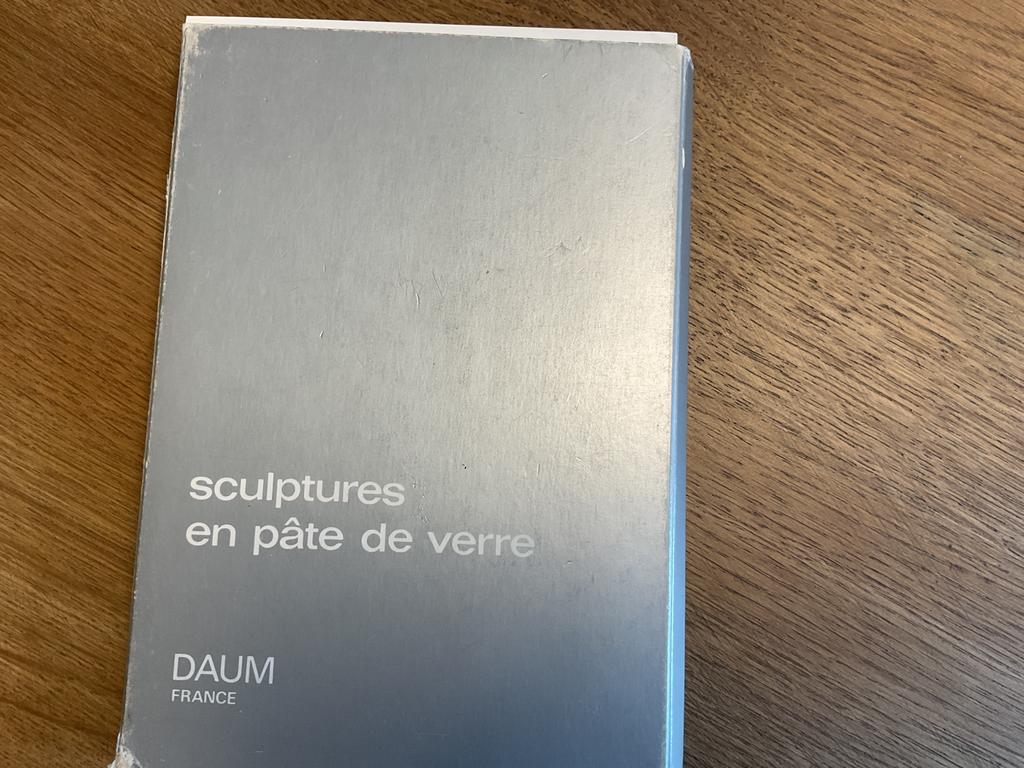 sculptures
en pâte de verre
DAUM
FRANCE